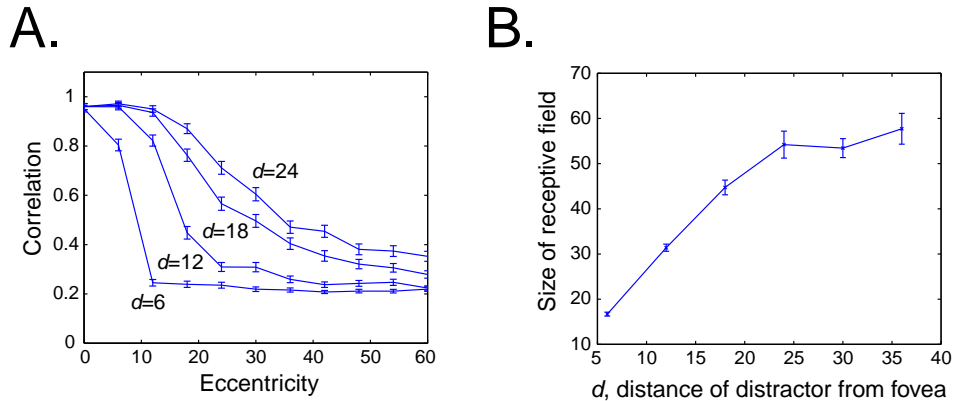 A.
1
0.8
0.6
0.4
0.2
0
0 10 20 30 40 50 60
Correlation
Eccentricity
d=24
d=18
d=12
d=6
B.
70
60
50
40
30
20
10
5 10 15 20 25 30 35 40
Size of receptive field
d, distance of distractor from fovea